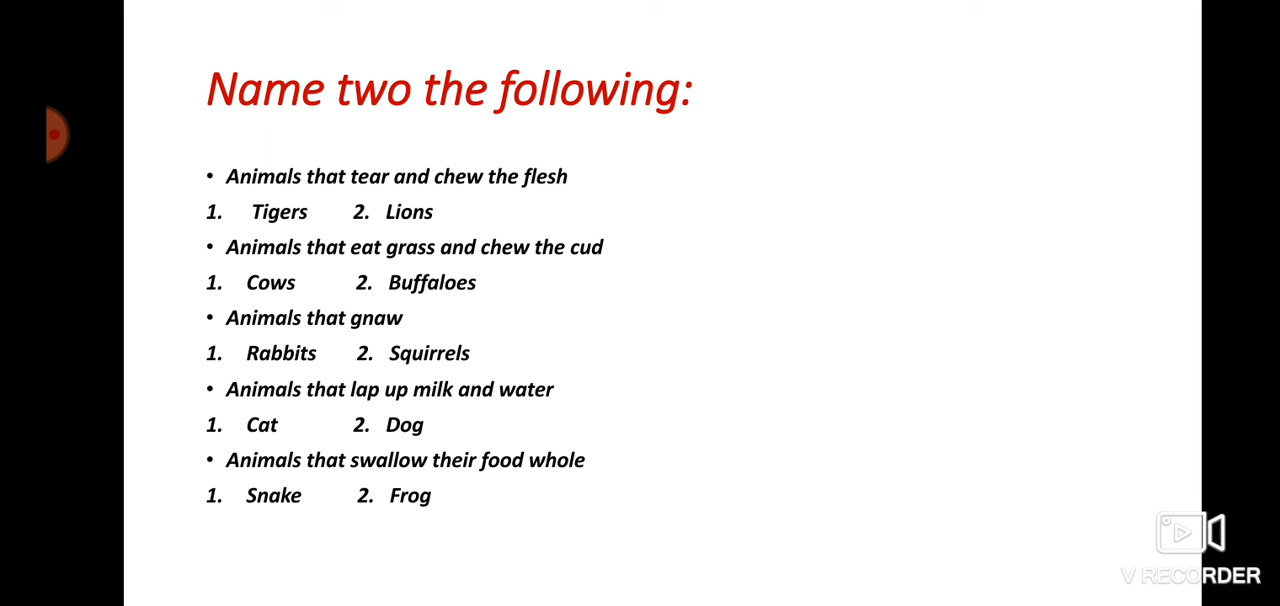 Name two the following:
• Animals that tear and chew the flesh
1. Tigers 2. Lions
• Animals that eat grass and chew the cud
1. Cows 2. Buffaloes
• Animals that gnaw
1. Rabbits 2. Squirrels
• Animals that lap up milk and water
1. Cat 2. Dog
• Animals that swallow their food whole
1. Snake 2. Frog
V RECORDER